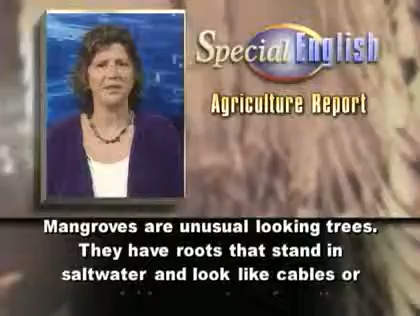 Special English
Agriculture Report
Mangroves are unusual looking trees.
They have roots that stand in
saltwater and look like cables or